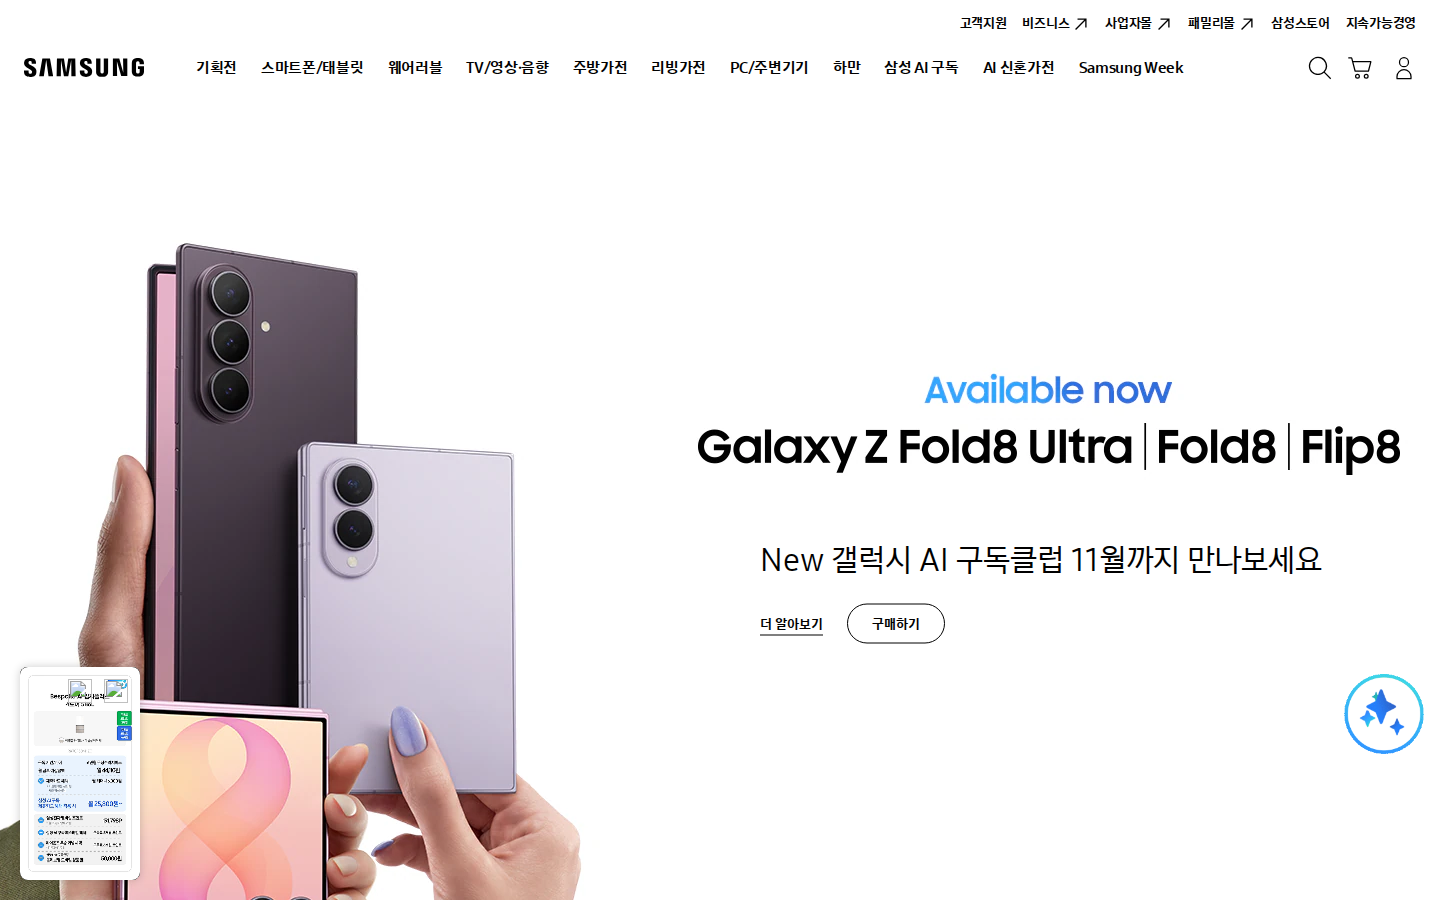 고객지원 비즈니스 사업자몰 패밀리몰 삼성스토어 지속가능경영
SAMSUNG 기획전 스마트폰/태블릿 웨어러블 TV/영상·음향 주방가전 리빙가전 PC/주변기기 하만 삼성 AI 구독 AI 신혼가전 Samsung Week
Available now
Galaxy Z Fold8 Ultra | Fold8 | Flip8
New 갤럭시 AI 구독클럽 11월까지 만나보세요
더 알아보기 구매하기